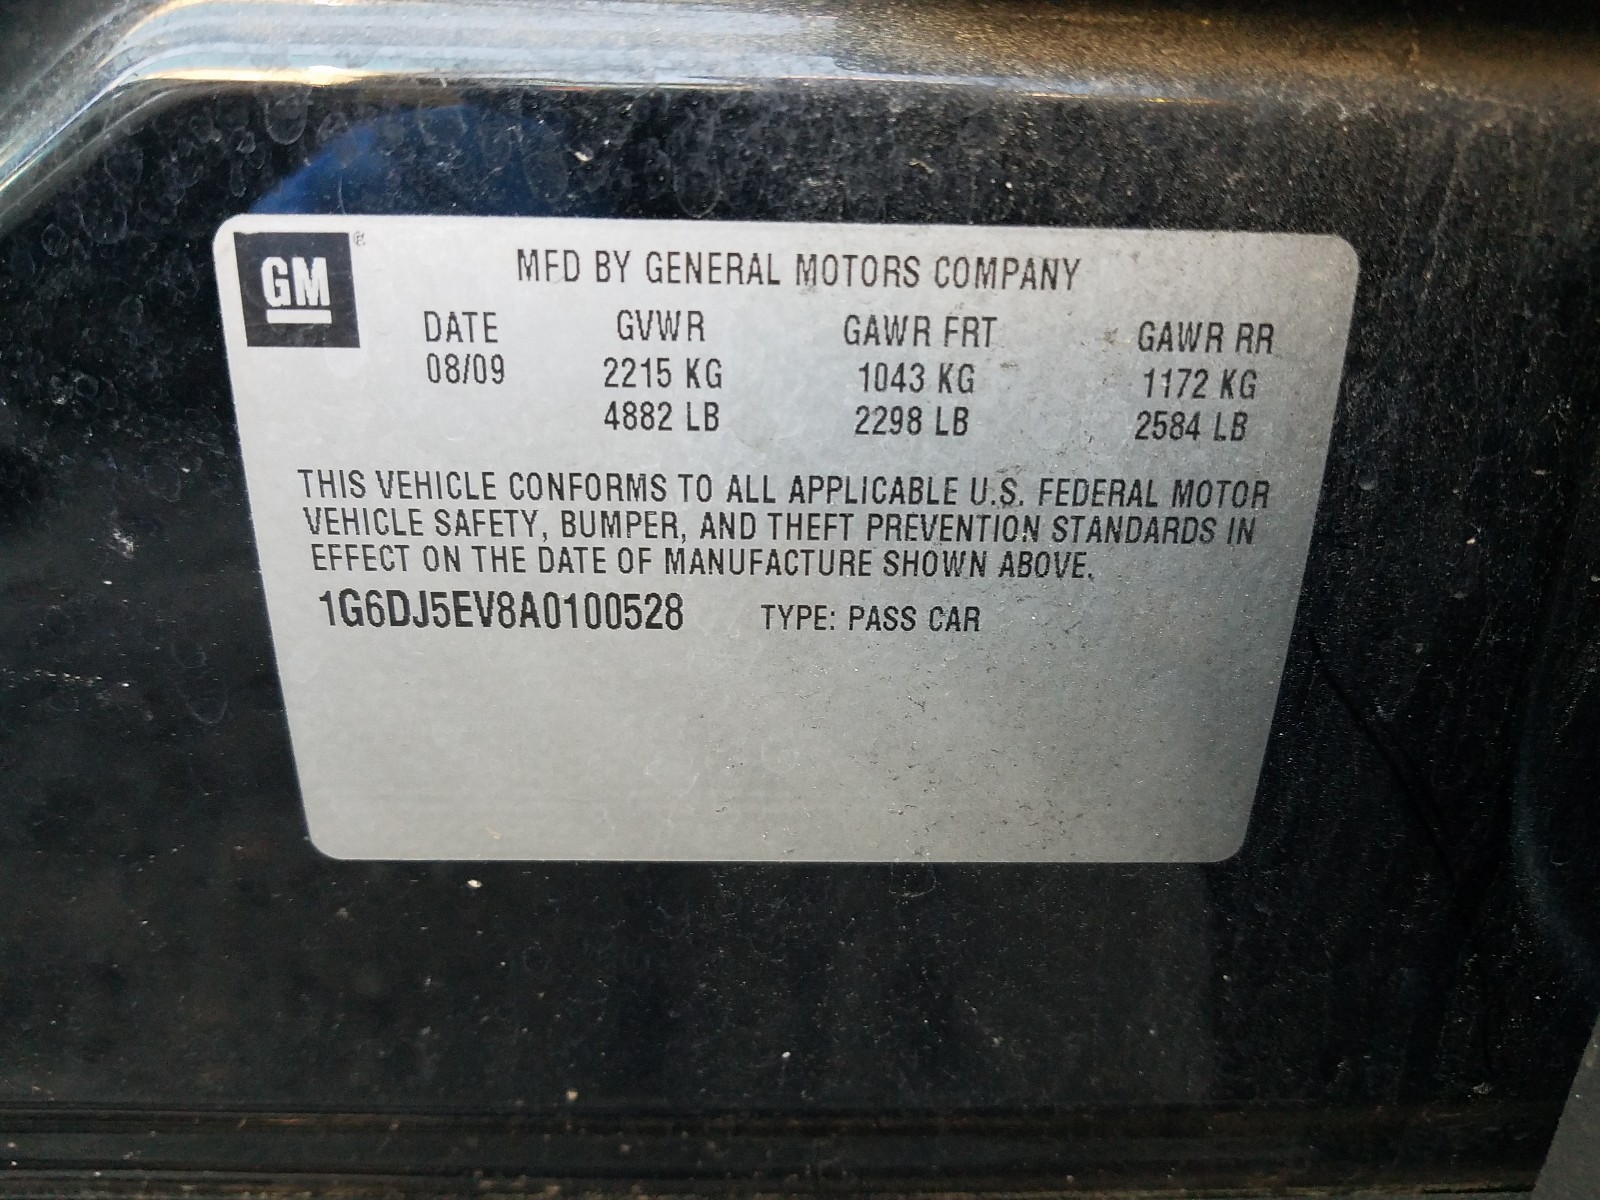 GM ®
MFD BY GENERAL MOTORS COMPANY
DATE GVWR GAWR FRT GAWR RR
08/09 2215 KG 1043 KG 1172 KG
4882 LB 2298 LB 2584 LB
THIS VEHICLE CONFORMS TO ALL APPLICABLE U.S. FEDERAL MOTOR
VEHICLE SAFETY, BUMPER, AND THEFT PREVENTION STANDARDS IN
EFFECT ON THE DATE OF MANUFACTURE SHOWN ABOVE.
1G6DJ5EV8A0100528 TYPE: PASS CAR